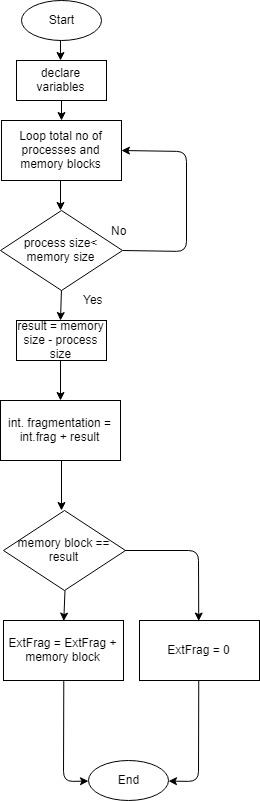 Start
declare
variables
Loop total no of
processes and
memory blocks
process size<
memory size
No
Yes
result = memory
size - process
size
int. fragmentation =
int.frag + result
memory block ==
result
ExtFrag = ExtFrag +
memory block
ExtFrag = 0
End